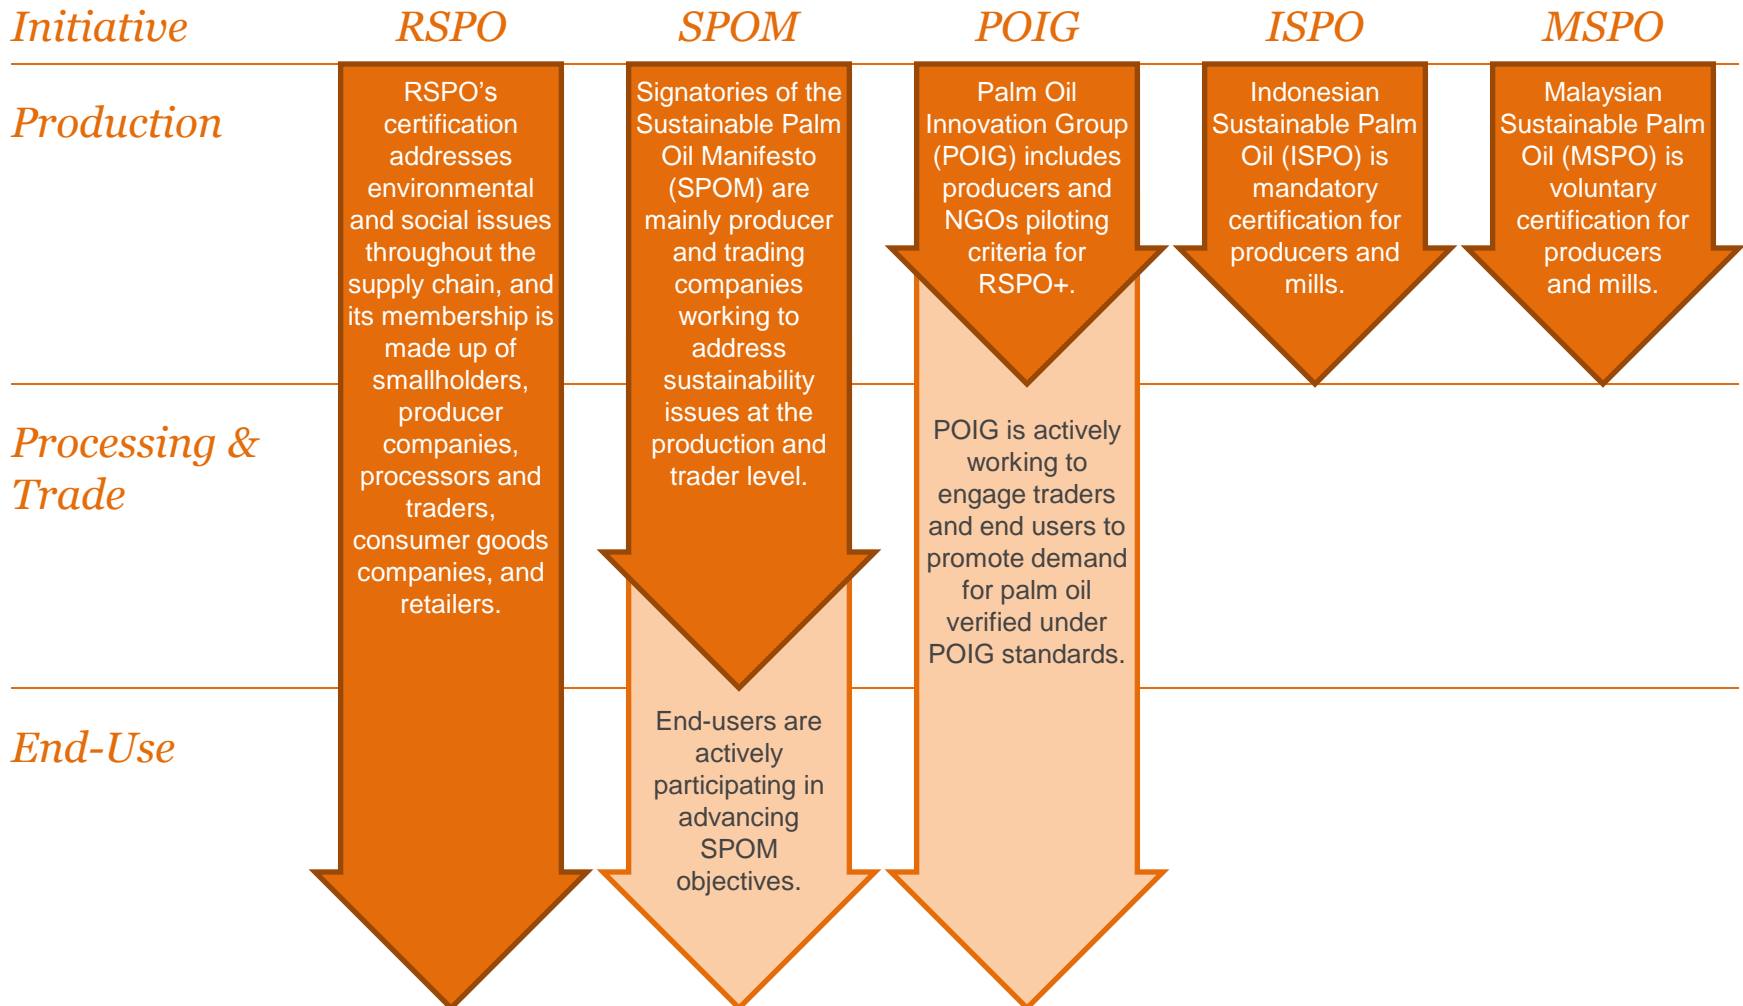 Initiative
RSPO
SPOM
POIG
ISPO
MSPO
Production
RSPO’s
certification
addresses
environmental
and social issues
throughout the
supply chain, and
its membership is
made up of
smallholders,
producer
companies,
processors and
traders,
consumer goods
companies, and
retailers.
Signatories of the
Sustainable Palm
Oil Manifesto
(SPOM) are
mainly producer
and trading
companies
working to
address
sustainability
issues at the
production and
trader level.
Palm Oil
Innovation Group
(POIG) includes
producers and
NGOs piloting
criteria for
RSPO+.
Indonesian
Sustainable Palm
Oil (ISPO) is
mandatory
certification for
producers and
mills.
Malaysian
Sustainable Palm
Oil (MSPO) is
voluntary
certification for
producers
and mills.
Processing &
Trade
POIG is actively
working to
engage traders
and end users to
promote demand
for palm oil
verified under
POIG standards.
End-Use
End-users are
actively
participating in
advancing
SPOM
objectives.